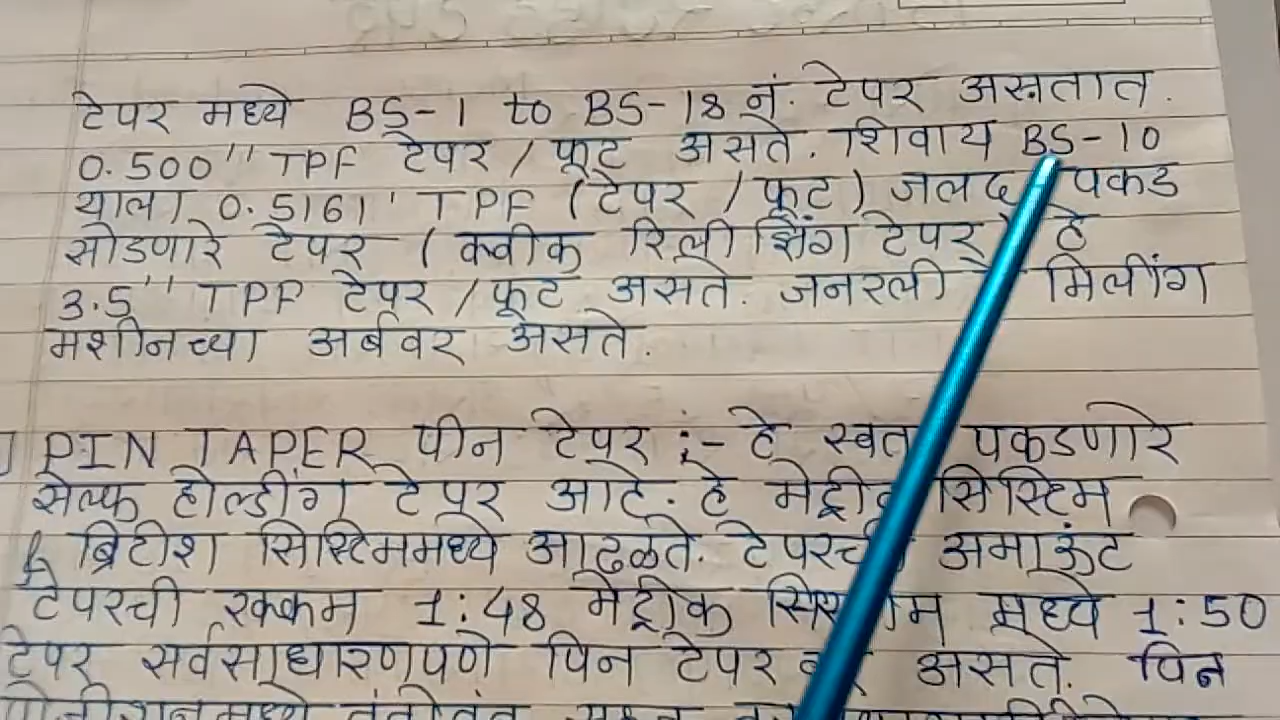 टेपर मध्ये BS-1 to BS-18 नं. टेपर असतात.
0.500'' TPF टेपर / फूट असते. शिवाय BS-10
याला 0.5161' TPF (टेपर / फूट) जलद पकड
सोडणारे टेपर (क्वीक रिलीझिंग टेपर) हे
3.5'' TPF टेपर / फूट असते. जनरली मिलींग
मशीनच्या अर्बवर असते.
PIN TAPER पीन टेपर :- हे स्वत पकडणारे
सेल्फ होल्डींग टेपर आहे. हे मेट्रीक सिस्टिम
& ब्रिटीश सिस्टिममध्ये आढळते. टेपरची अमाऊंट
टेपरची रक्कम 1:48 मेट्रीक सिस्टीम मध्ये 1:50
टेपर सर्वसाधारणपणे पिन टेपर वर असते. पिन